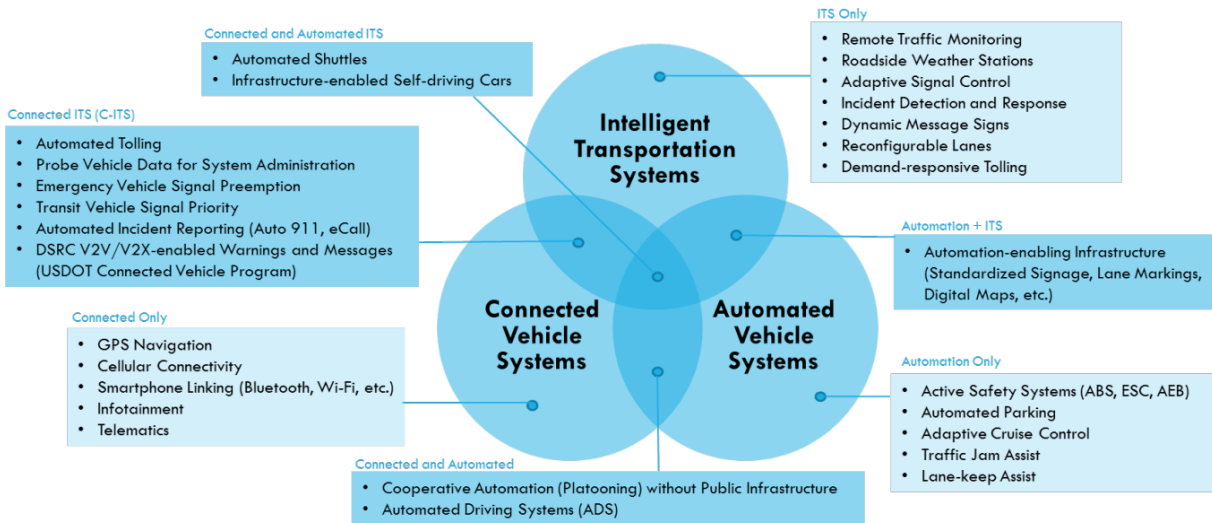 Connected and Automated ITS
• Automated Shuttles
• Infrastructure-enabled Self-driving Cars
ITS Only
• Remote Traffic Monitoring
• Roadside Weather Stations
• Adaptive Signal Control
• Incident Detection and Response
• Dynamic Message Signs
• Reconfigurable Lanes
• Demand-responsive Tolling
Connected ITS (C-ITS)
• Automated Tolling
• Probe Vehicle Data for System Administration
• Emergency Vehicle Signal Preemption
• Transit Vehicle Signal Priority
• Automated Incident Reporting (Auto 911, eCall)
• DSRC V2V/V2X-enabled Warnings and Messages
(USDOT Connected Vehicle Program)
Intelligent
Transportation
Systems
Automation + ITS
• Automation-enabling Infrastructure
(Standardized Signage, Lane Markings,
Digital Maps, etc.)
Connected Only
• GPS Navigation
• Cellular Connectivity
• Smartphone Linking (Bluetooth, Wi-Fi, etc.)
• Infotainment
• Telematics
Connected
Vehicle
Systems
Automated
Vehicle
Systems
Automation Only
• Active Safety Systems (ABS, ESC, AEB)
• Automated Parking
• Adaptive Cruise Control
• Traffic Jam Assist
• Lane-keep Assist
Connected and Automated
• Cooperative Automation (Platooning) without Public Infrastructure
• Automated Driving Systems (ADS)